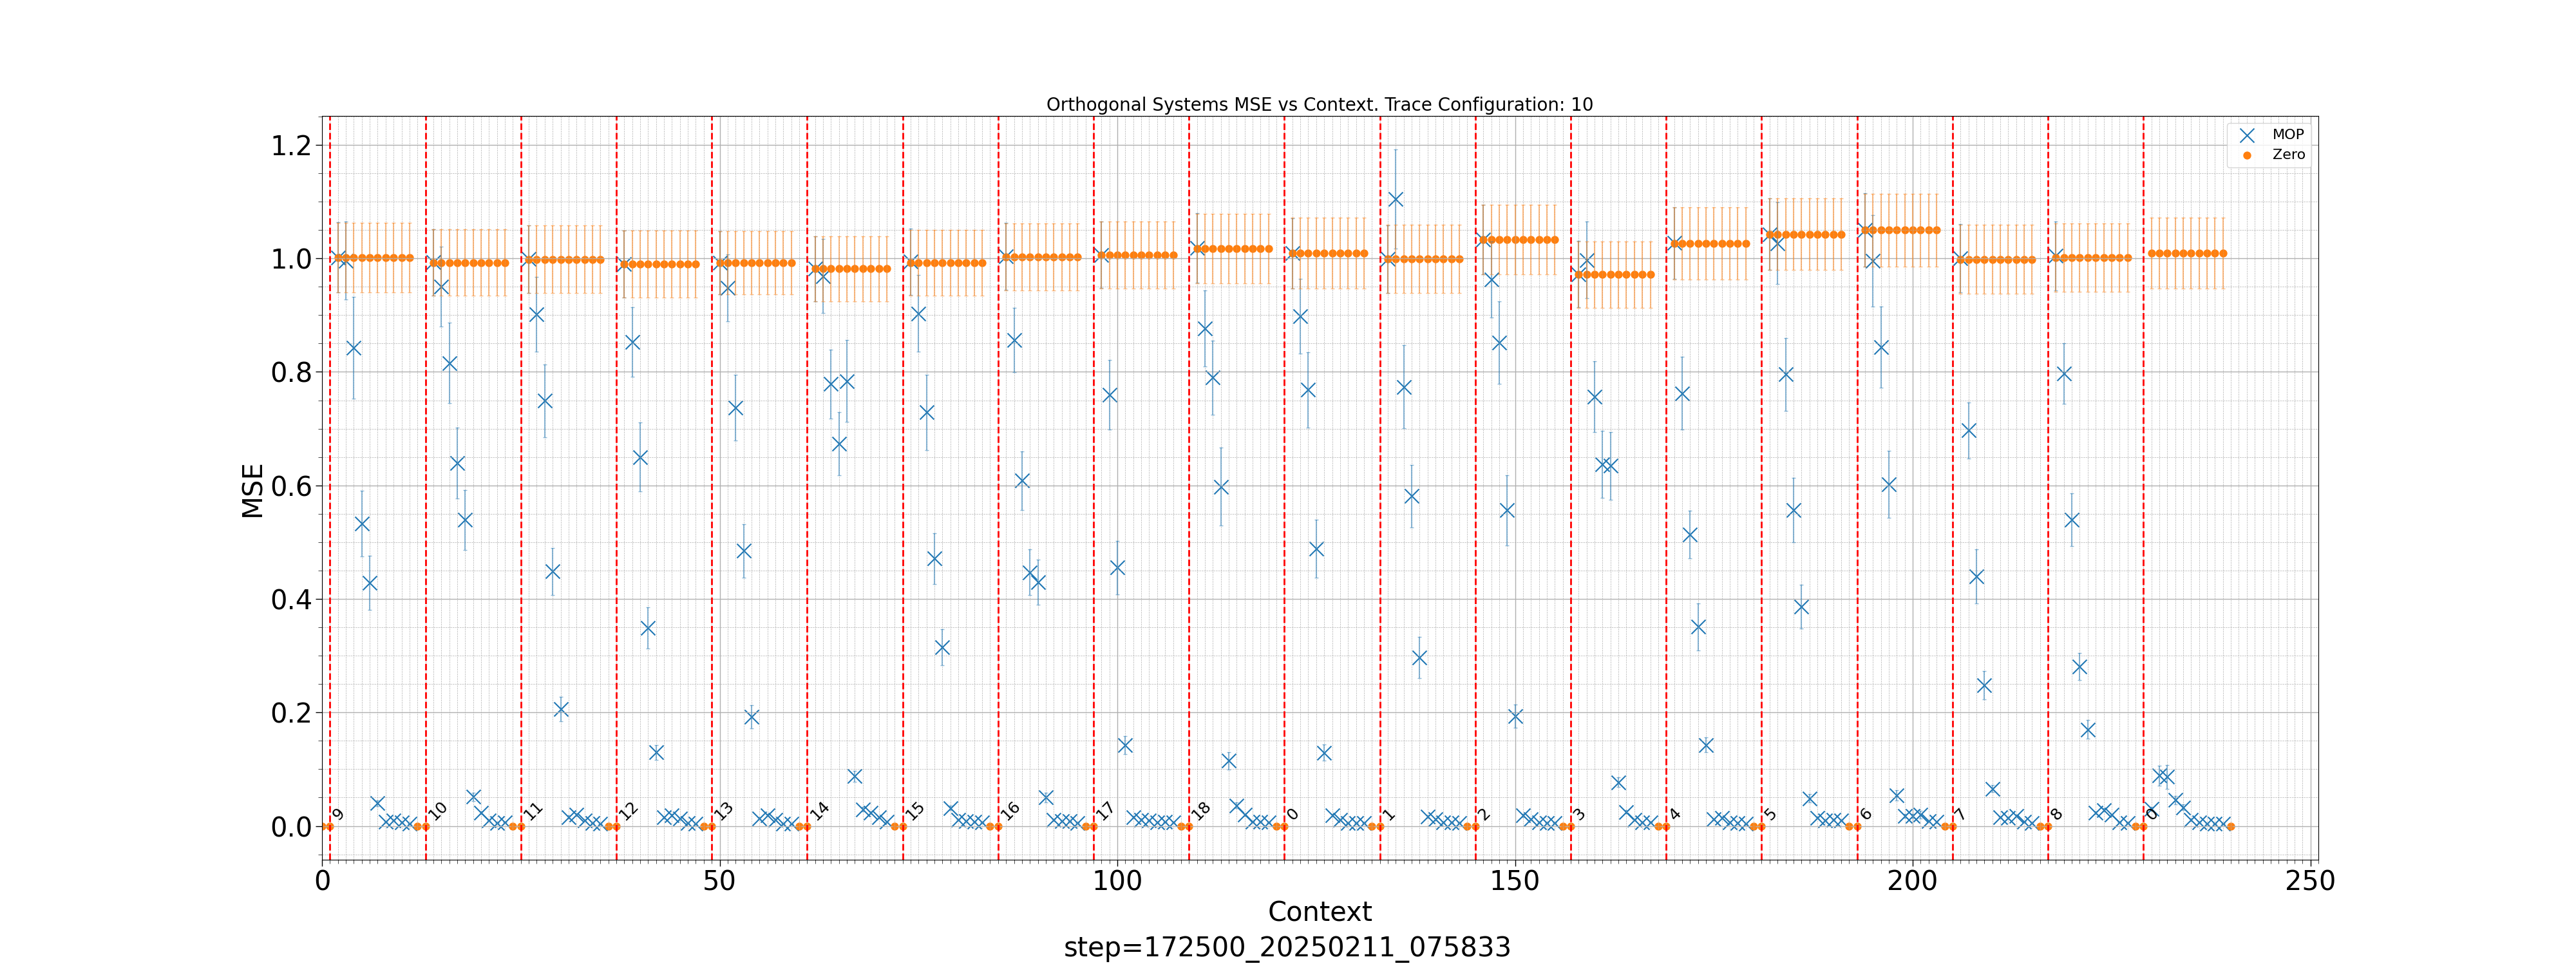 Orthogonal Systems MSE vs Context. Trace Configuration: 10
MOP
Zero
MSE
1.2
1.0
0.8
0.6
0.4
0.2
0.0
9 10 11 12 13 14 15 16 17 18 0 1 2 3 4 5 6 7 8 0
0 50 100 150 200 250
Context
step=172500_20250211_075833